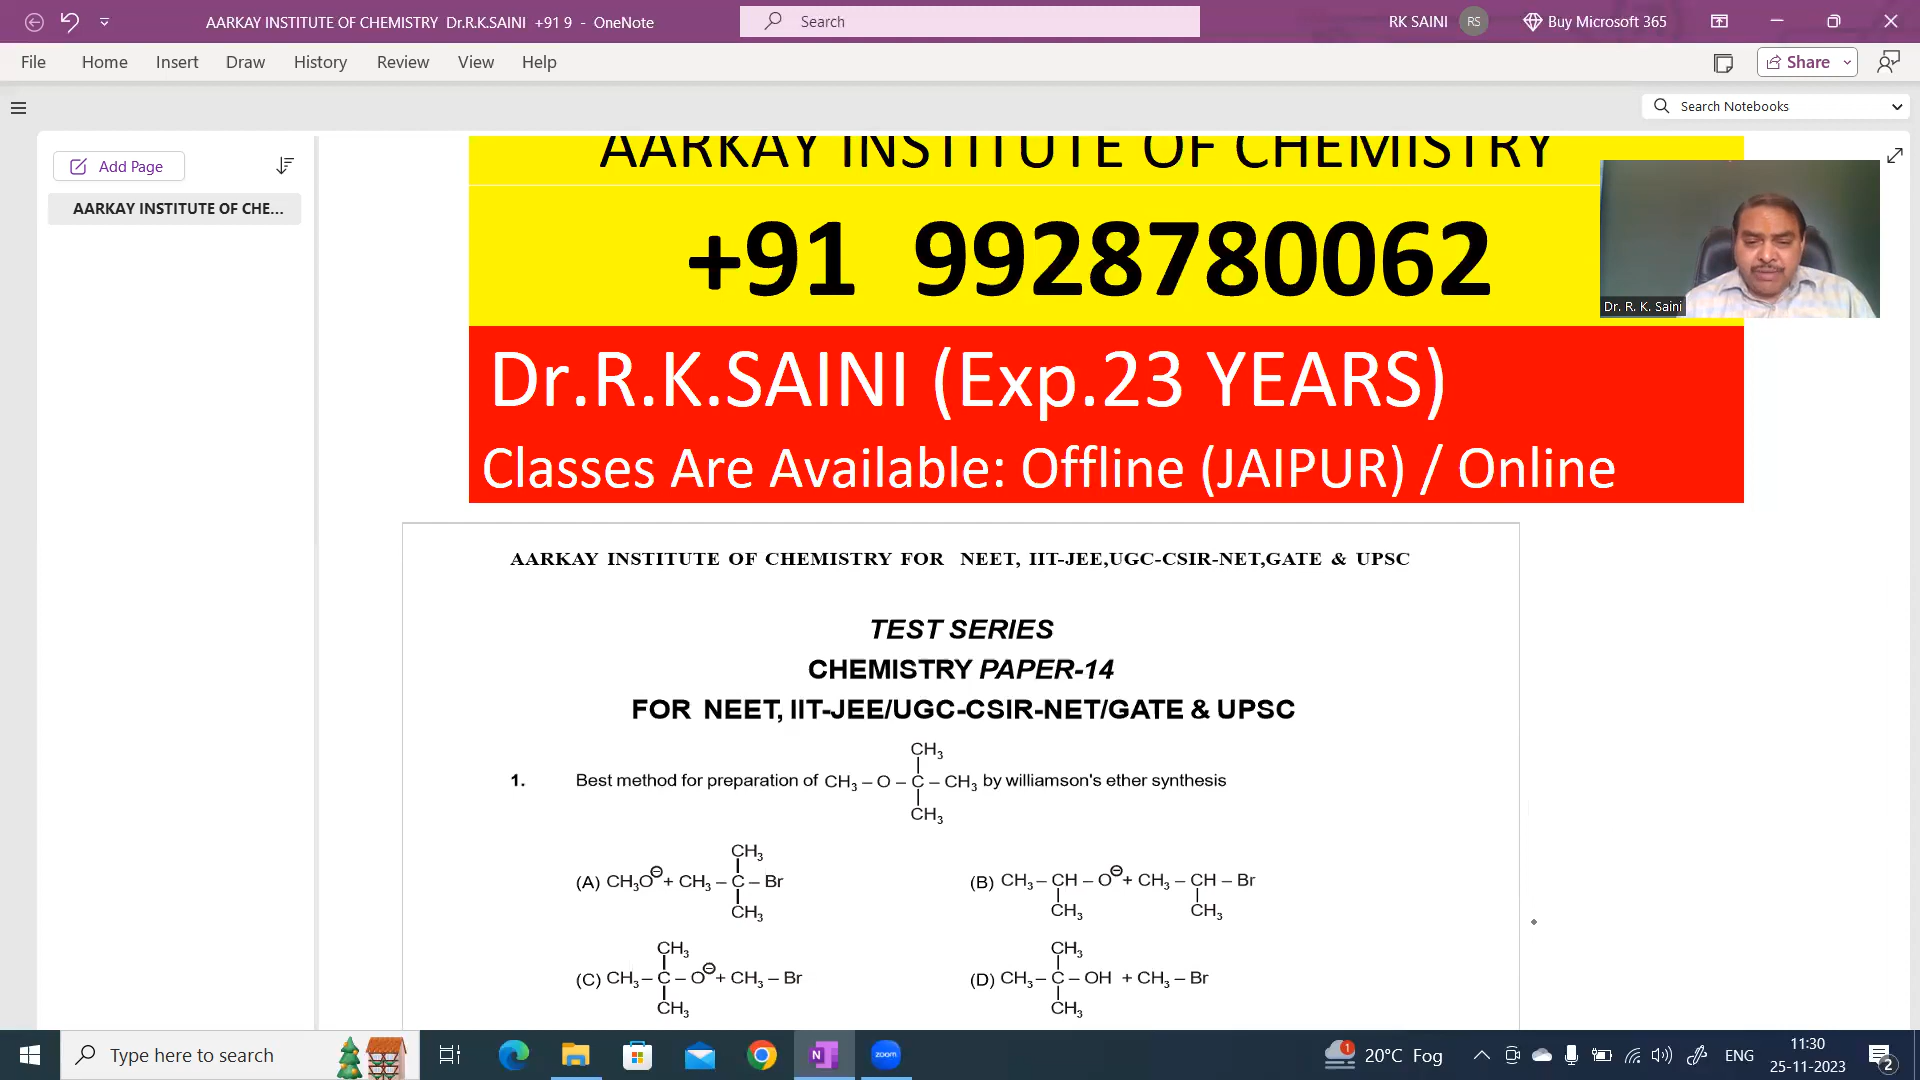 AARKAY INSTITUTE OF CHEMISTRY Dr.R.K.SAINI +91 9 - OneNote
Search
RK SAINI
RS
Buy Microsoft 365
File Home Insert Draw History Review View Help
Share
Search Notebooks
Add Page
AARKAY INSTITUTE OF CHE...
AARKAY INSTITUTE OF CHEMISTRY
+91 9928780062
Dr. R. K. Saini
Dr.R.K.SAINI (Exp.23 YEARS)
Classes Are Available: Offline (JAIPUR) / Online
AARKAY INSTITUTE OF CHEMISTRY FOR NEET, IIT-JEE,UGC-CSIR-NET,GATE & UPSC
TEST SERIES
CHEMISTRY PAPER-14
FOR NEET, IIT-JEE/UGC-CSIR-NET/GATE & UPSC
CH₃
1. Best method for preparation of CH₃ – O – C – CH₃ by williamson's ether synthesis
CH₃
CH₃
(A) CH₃O⊖ + CH₃ – C – Br
CH₃
(B) CH₃ – CH – O⊖ + CH₃ – CH – Br
CH₃ CH₃
CH₃
(C) CH₃ – C – O⊖ + CH₃ – Br
CH₃
CH₃
(D) CH₃ – C – OH + CH₃ – Br
CH₃
Type here to search
zoom
1
20°C Fog
ENG
11:30
25-11-2023
2